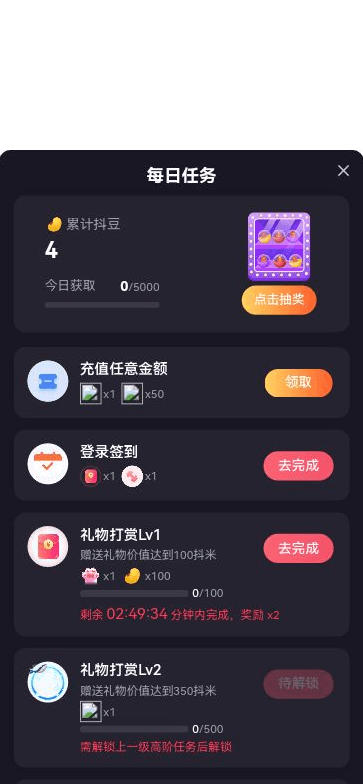 每日任务
累计抖豆
4
今日获取 0/5000
点击抽奖
充值任意金额
x1 x50
领取
登录签到
x1 x1
去完成
礼物打赏Lv1
赠送礼物价值达到100抖米
x1 x100
去完成
0/100
剩余 02:49:34 分钟内完成，奖励 x2
礼物打赏Lv2
赠送礼物价值达到350抖米
x1
待解锁
0/500
需解锁上一级高阶任务后解锁